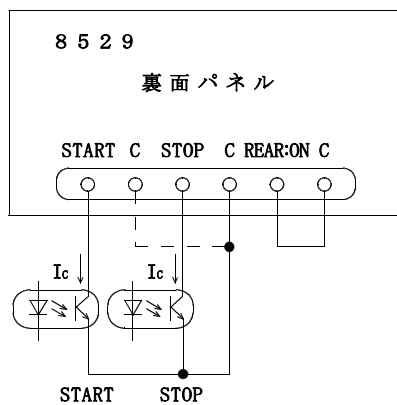 ８５２９
裏面パネル
START C STOP C REAR:ON C
Ic Ic
START STOP